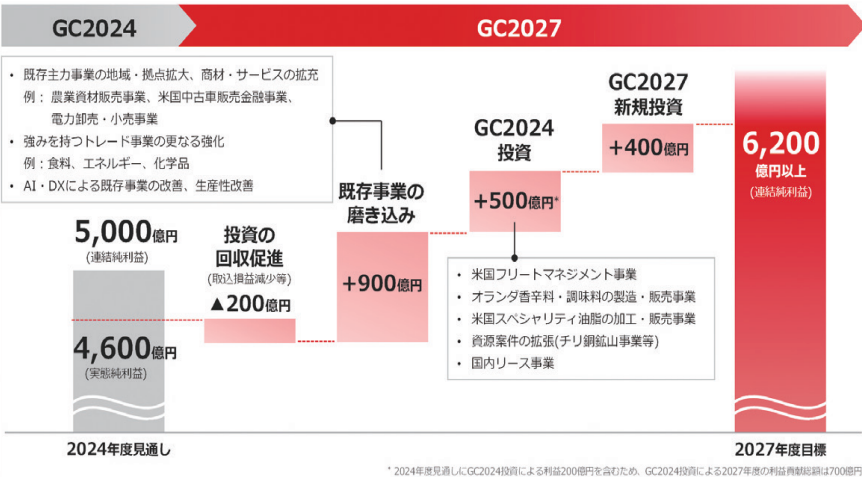 GC2024
GC2027
• 既存主力事業の地域・拠点拡大、商材・サービスの拡充
例： 農業資材販売事業、米国中古車販売金融事業、
電力卸売・小売事業
• 強みを持つトレード事業の更なる強化
例：食料、エネルギー、化学品
• AI・DXによる既存事業の改善、生産性改善
5,000億円
(連結純利益)
4,600億円
(実態純利益)
2024年度見通し
投資の
回収促進
(取込損益減少等)
▲200億円
既存事業の
磨き込み
+900億円
GC2024
投資
+500億円*
• 米国フリートマネジメント事業
• オランダ香辛料・調味料の製造・販売事業
• 米国スペシャリティ油脂の加工・販売事業
• 資源案件の拡張(チリ銅鉱山事業等)
• 国内リース事業
GC2027
新規投資
+400億円
6,200
億円以上
(連結純利益)
2027年度目標
* 2024年度見通しにGC2024投資による利益200億円を含むため、GC2024投資による2027年度の利益貢献総額は700億円